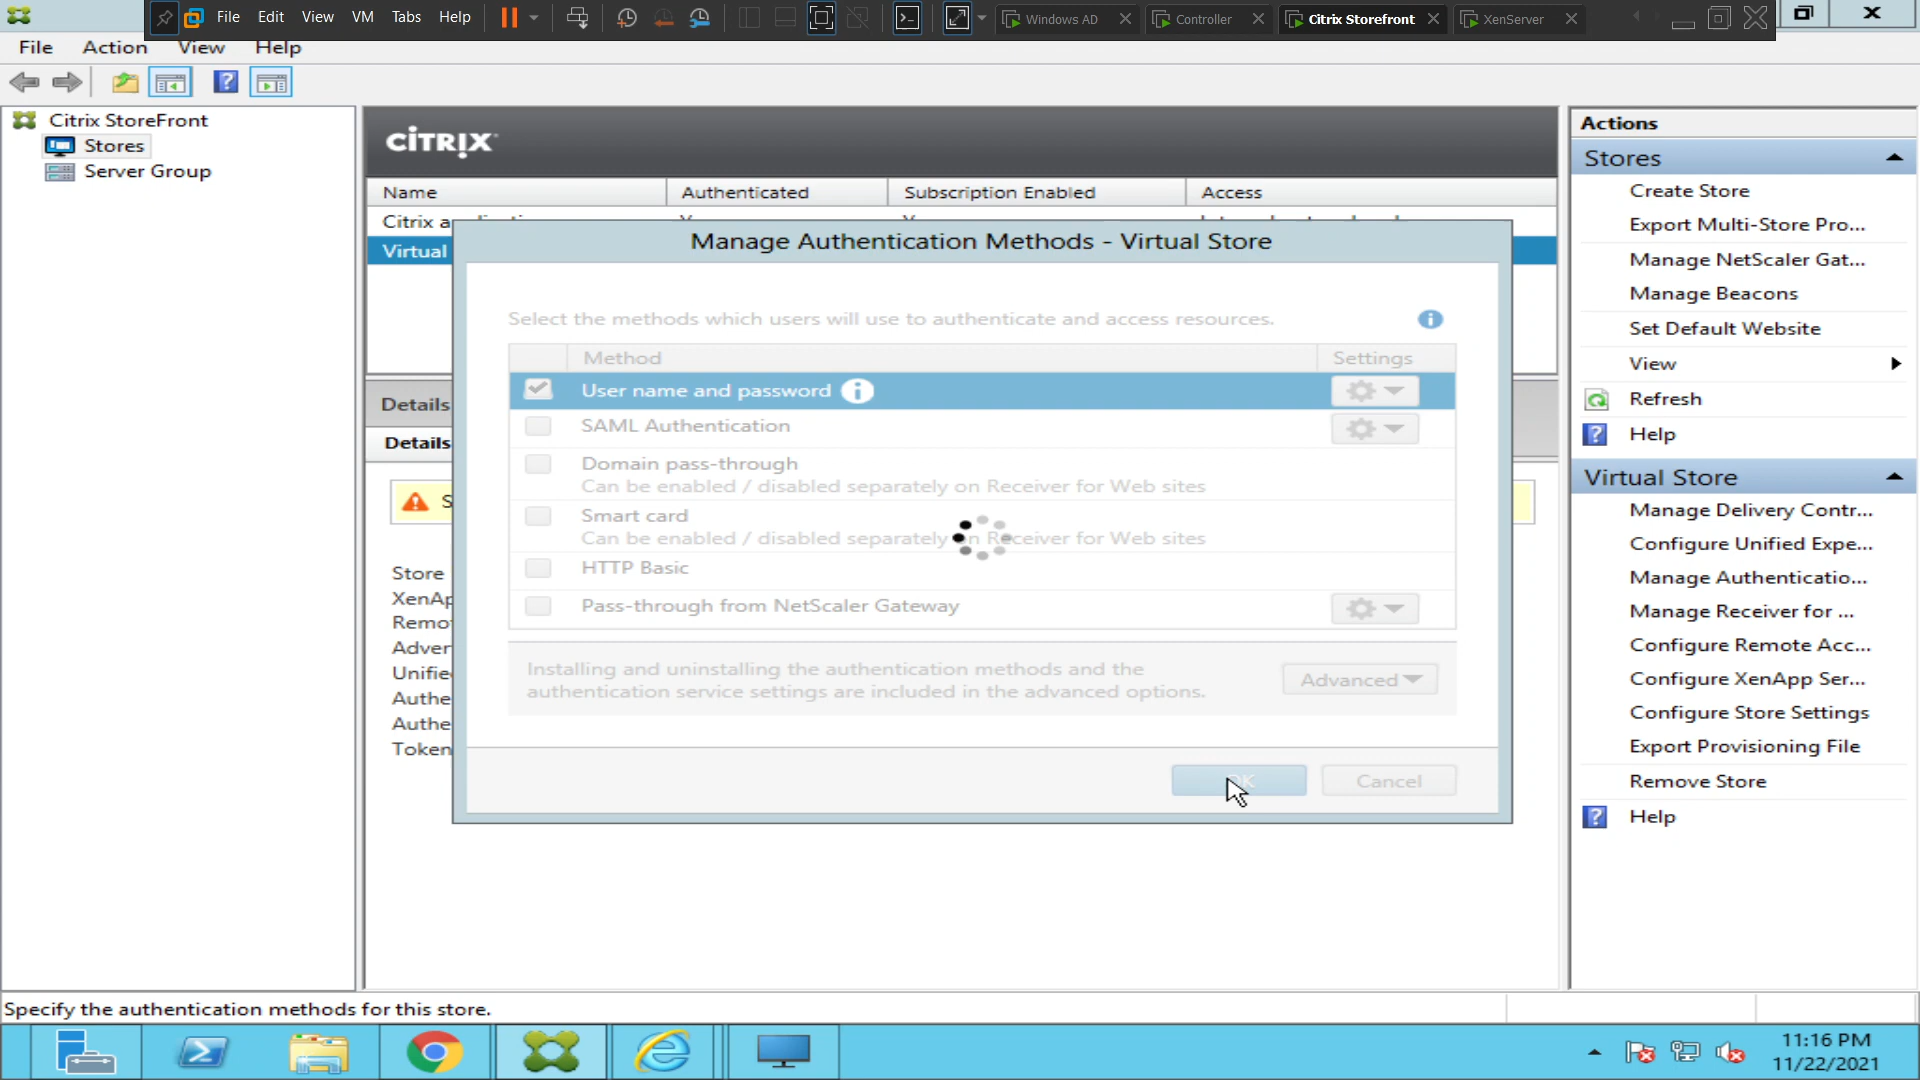 File Edit View VM Tabs Help
Windows AD Controller Citrix Storefront XenServer
File Action View Help
Citrix StoreFront
Stores
Server Group
CITRIX
Name Authenticated Subscription Enabled Access
Citrix
Virtual
Details
Details
Store
Authe
Authe
Token
Manage Authentication Methods - Virtual Store
Select the methods which users will use to authenticate and access resources.
Method Settings
User name and password
SAML Authentication
Domain pass-through
Can be enabled / disabled separately on Receiver for Web sites
Smart card
Can be enabled / disabled separately on Receiver for Web sites
HTTP Basic
Pass-through from NetScaler Gateway
Installing and uninstalling the authentication methods and the
authentication service settings are included in the advanced options.
Advanced
OK Cancel
Actions
Stores
Create Store
Export Multi-Store Pro...
Manage NetScaler Gat...
Manage Beacons
Set Default Website
View
Refresh
Help
Virtual Store
Manage Delivery Contr...
Configure Unified Expe...
Manage Authenticatio...
Manage Receiver for ...
Configure Remote Acc...
Configure XenApp Ser...
Configure Store Settings
Export Provisioning File
Remove Store
Help
Specify the authentication methods for this store.
11:16 PM
11/22/2021